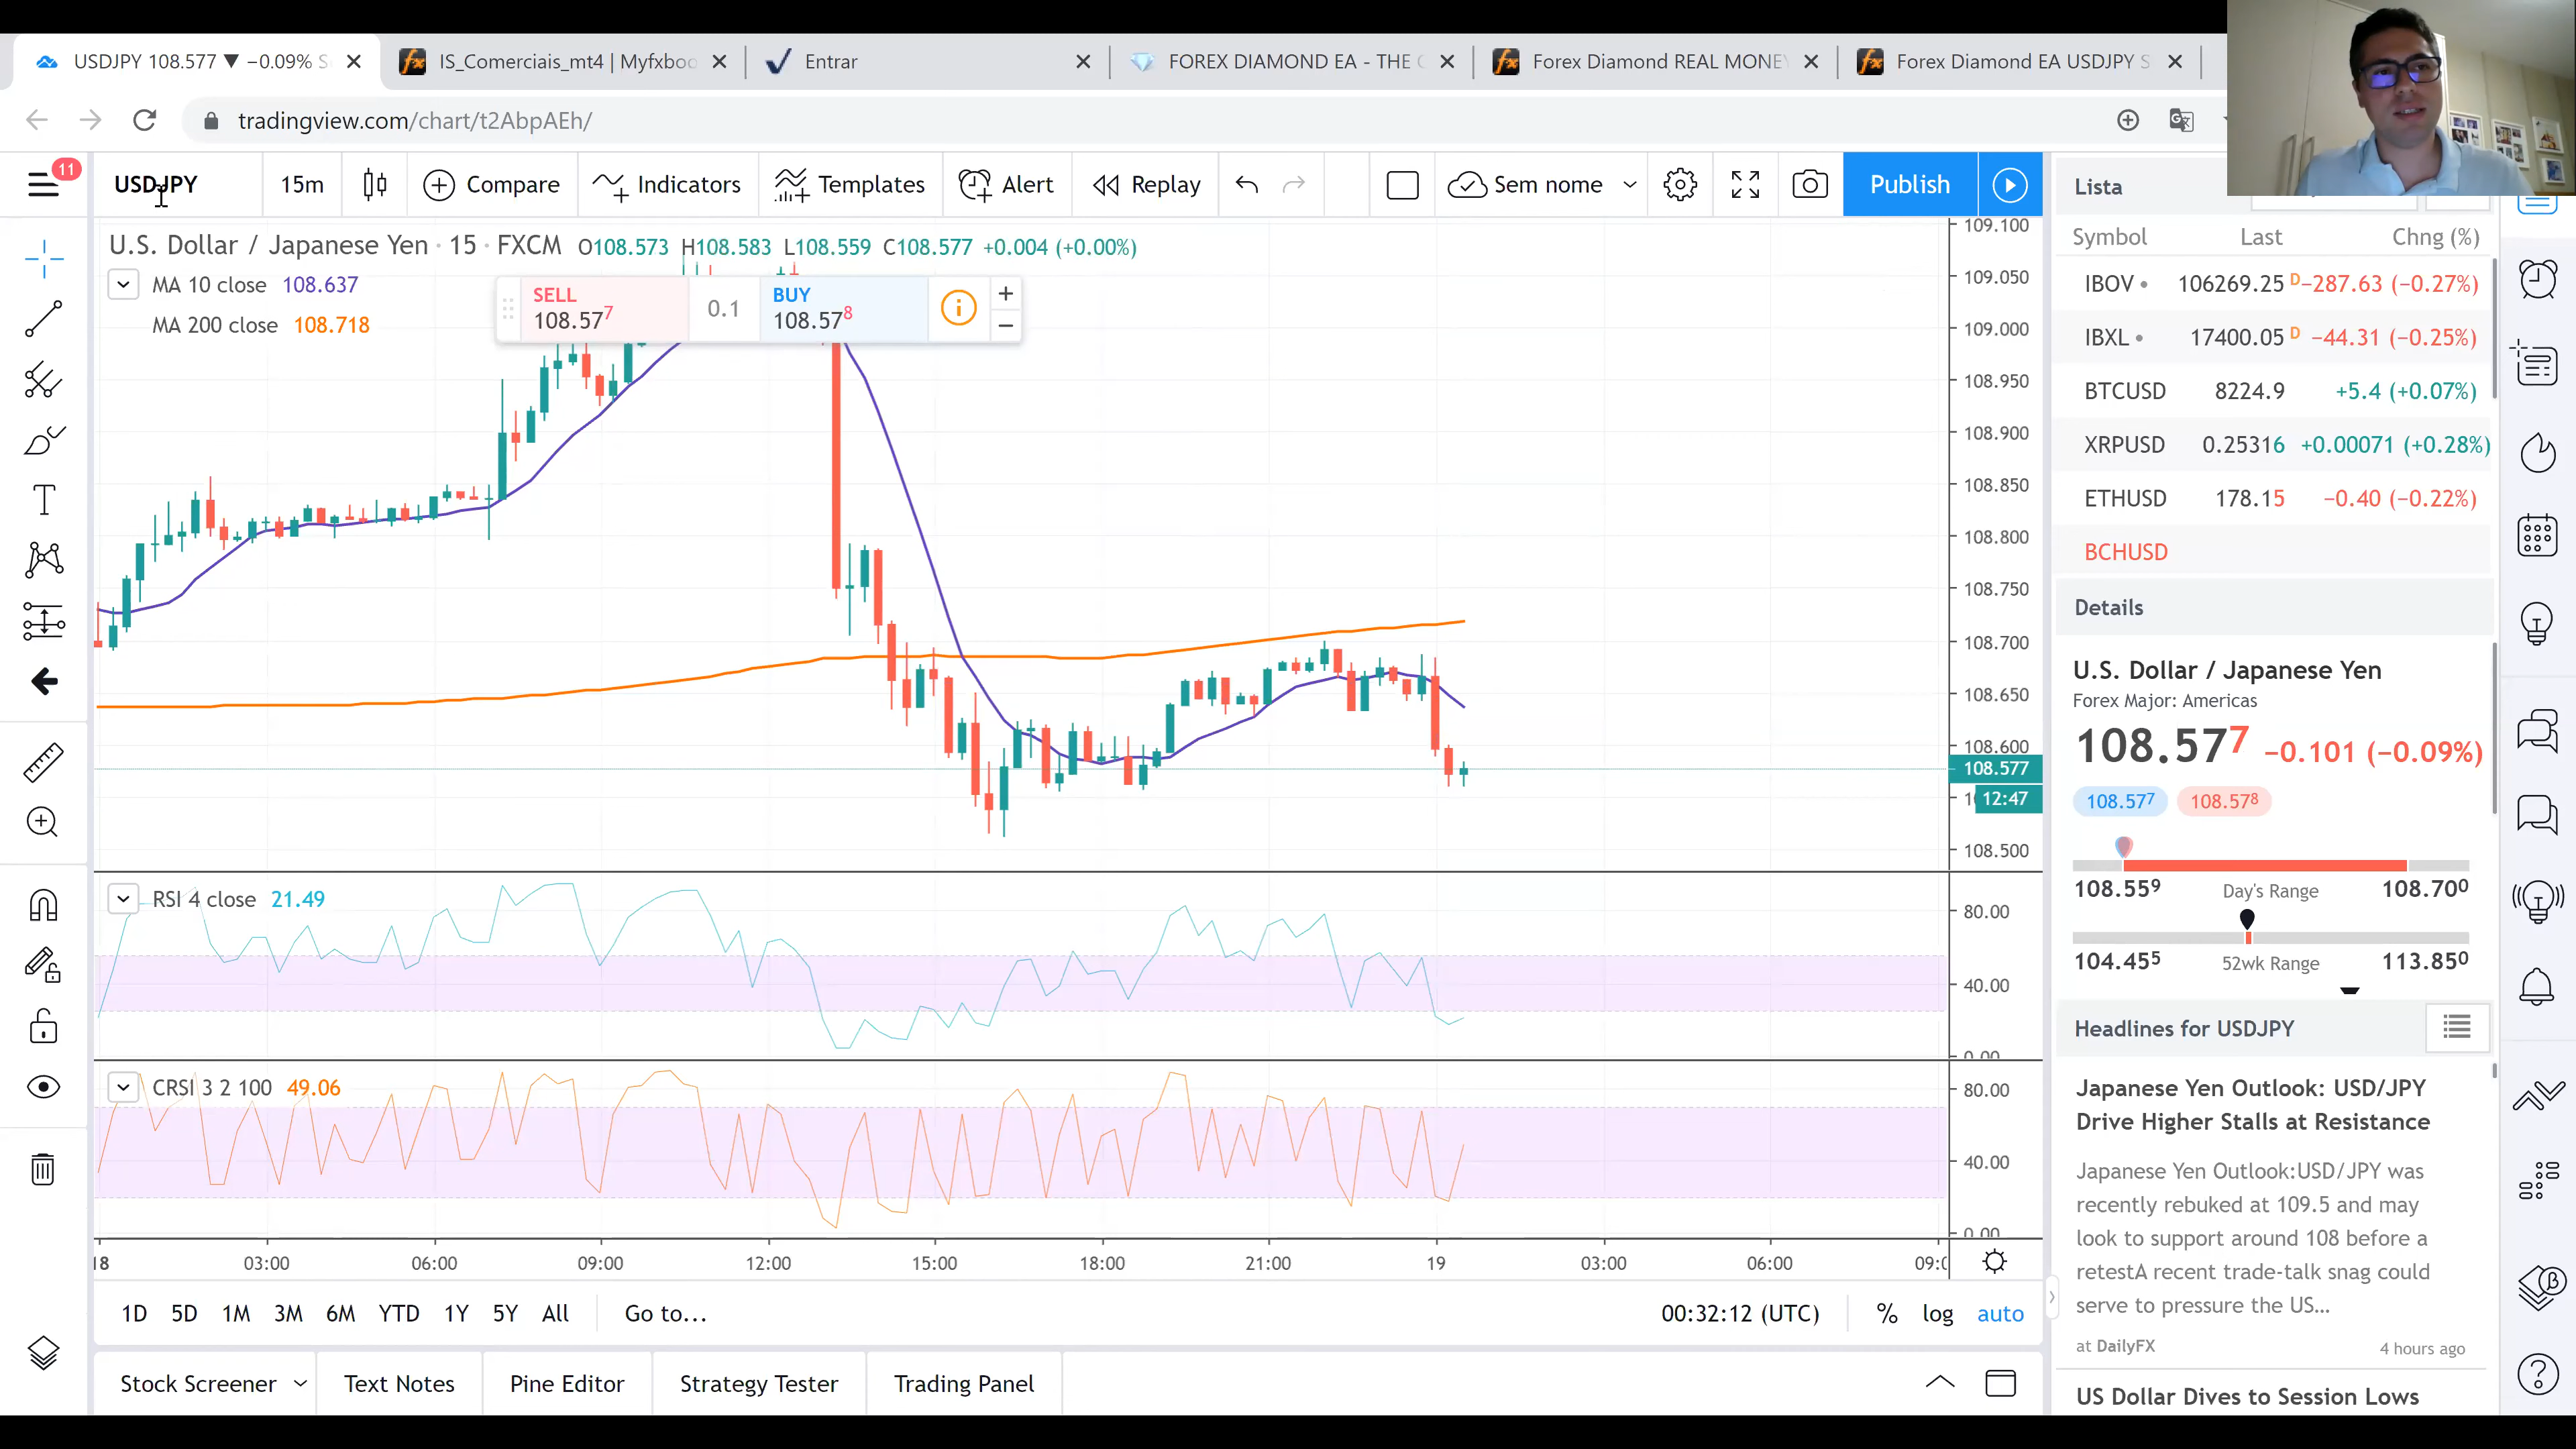 USDJPY 108.577 ▼ −0.09%
IS_Comerciais_mt4 | Myfxboo
Entrar
FOREX DIAMOND EA - THE
Forex Diamond REAL MONE
Forex Diamond EA USDJPY S
tradingview.com/chart/t2AbpAEh/
11
USDJPY
15m
Compare
Indicators
Templates
Alert
Replay
Sem nome
Publish
U.S. Dollar / Japanese Yen · 15 · FXCM O108.573 H108.583 L108.559 C108.577 +0.004 (+0.00%)
MA 10 close 108.637
MA 200 close 108.718
SELL
108.577
0.1
BUY
108.578
109.100
109.050
109.000
108.950
108.900
108.850
108.800
108.750
108.700
108.650
108.600
108.577
12:47
108.500
RSI 4 close 21.49
80.00
40.00
0.00
CRSI 3 2 100 49.06
80.00
40.00
0.00
18 03:00 06:00 09:00 12:00 15:00 18:00 21:00 19 03:00 06:00 09:0
1D 5D 1M 3M 6M YTD 1Y 5Y All Go to...
00:32:12 (UTC) % log auto
Stock Screener Text Notes Pine Editor Strategy Tester Trading Panel
Lista
Symbol Last Chng (%)
IBOV 106269.25 D −287.63 (−0.27%)
IBXL 17400.05 D −44.31 (−0.25%)
BTCUSD 8224.9 +5.4 (+0.07%)
XRPUSD 0.25316 +0.00071 (+0.28%)
ETHUSD 178.15 −0.40 (−0.22%)
BCHUSD
Details
U.S. Dollar / Japanese Yen
Forex Major: Americas
108.577 −0.101 (−0.09%)
108.577 108.578
108.559 Day's Range 108.700
104.455 52wk Range 113.850
Headlines for USDJPY
Japanese Yen Outlook: USD/JPY
Drive Higher Stalls at Resistance
Japanese Yen Outlook:USD/JPY was
recently rebuked at 109.5 and may
look to support around 108 before a
retestA recent trade-talk snag could
serve to pressure the US...
at DailyFX 4 hours ago
US Dollar Dives to Session Lows